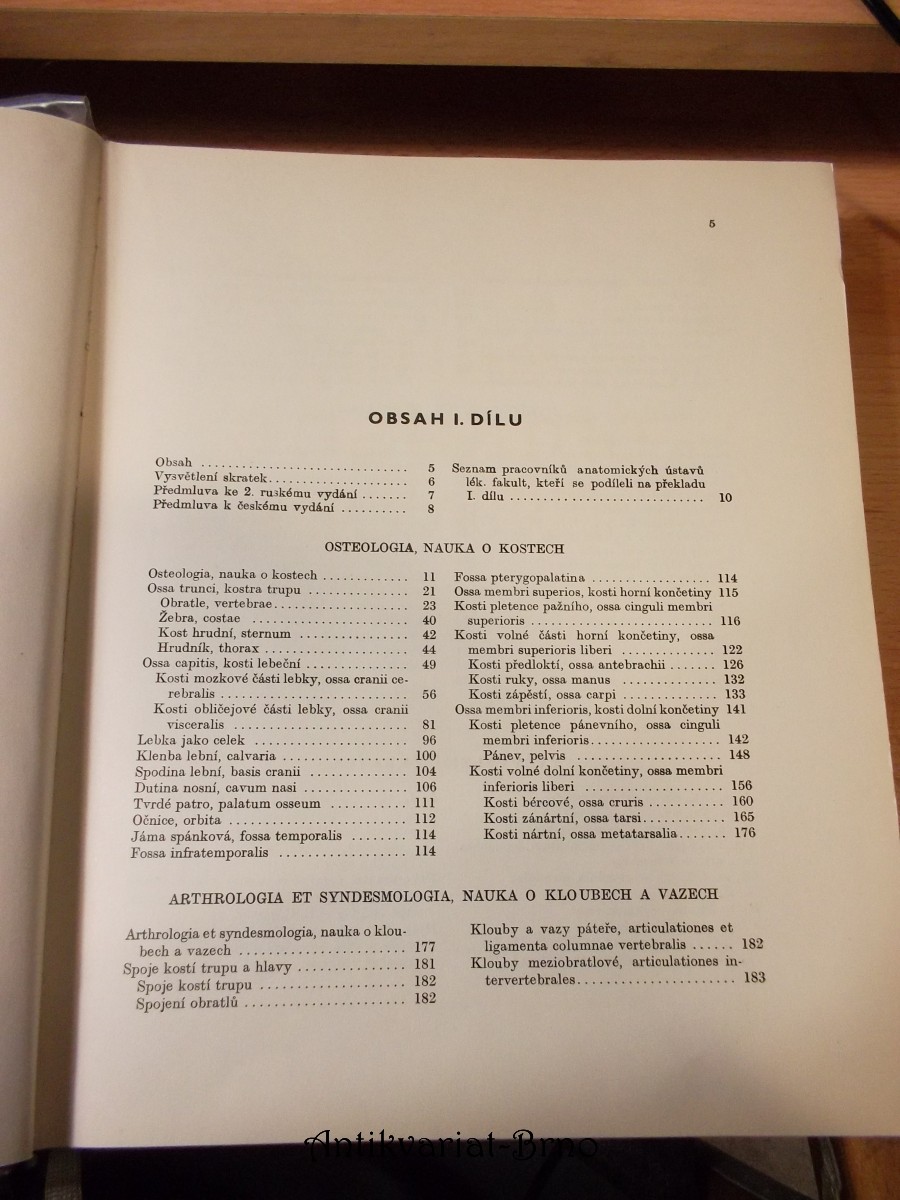 5
OBSAH I. DÍLU
Obsah ............................... 5
Vysvětlení skratek.................... 6
Předmluva ke 2. ruskému vydání ....... 7
Předmluva k českému vydání .......... 8
Seznam pracovníků anatomických ústavů
lék. fakult, kteří se podíleli na překladu
I. dílu ............................ 10
OSTEOLOGIA, NAUKA O KOSTECH
Osteologia, nauka o kostech ............. 11
Ossa trunci, kostra trupu ............... 21
Obratle, vertebrae.................... 23
Žebra, costae ........................ 40
Kost hrudní, sternum ................ 42
Hrudník, thorax ..................... 44
Ossa capitis, kosti lebeční ............... 49
Kosti mozkové části lebky, ossa cranii ce-
rebralis ............................ 56
Kosti obličejové části lebky, ossa cranii
visceralis .......................... 81
Lebka jako celek ....................... 96
Klenba lební, calvaria ................... 100
Spodina lební, basis cranii ............... 104
Dutina nosní, cavum nasi ................ 106
Tvrdé patro, palatum osseum ........... 111
Očnice, orbita .......................... 112
Jáma spánková, fossa temporalis ........ 114
Fossa infratemporalis ................... 114
Fossa pterygopalatina .................. 114
Ossa membri superios, kosti horní končetiny 115
Kosti pletence pažního, ossa cinguli membri
superioris ........................... 116
Kosti volné části horní končetiny, ossa
membri superioris liberi .............. 122
Kosti předloktí, ossa antebrachii ....... 126
Kosti ruky, ossa manus .............. 132
Kosti zápěstí, ossa carpi .............. 133
Ossa membri inferioris, kosti dolní končetiny 141
Kosti pletence pánevního, ossa cinguli
membri inferioris.................... 142
Pánev, pelvis ..................... 148
Kosti volné dolní končetiny, ossa membri
inferioris liberi ..................... 156
Kosti bércové, ossa cruris ........... 160
Kosti zánártní, ossa tarsi............ 165
Kosti nártní, ossa metatarsalia....... 176
ARTHROLOGIA ET SYNDESMOLOGIA, NAUKA O KLOUBECH A VAZECH
Arthrologia et syndesmologia, nauka o klou-
bech a vazech ......................... 177
Spoje kostí trupu a hlavy ................ 181
Spoje kostí trupu ...................... 182
Spojení obratlů ........................ 182
Klouby a vazy páteře, articulationes et
ligamenta columnae vertebralis ...... 182
Klouby meziobratlové, articulationes in-
tervertebrales....................... 183
Antikvariat-Brno